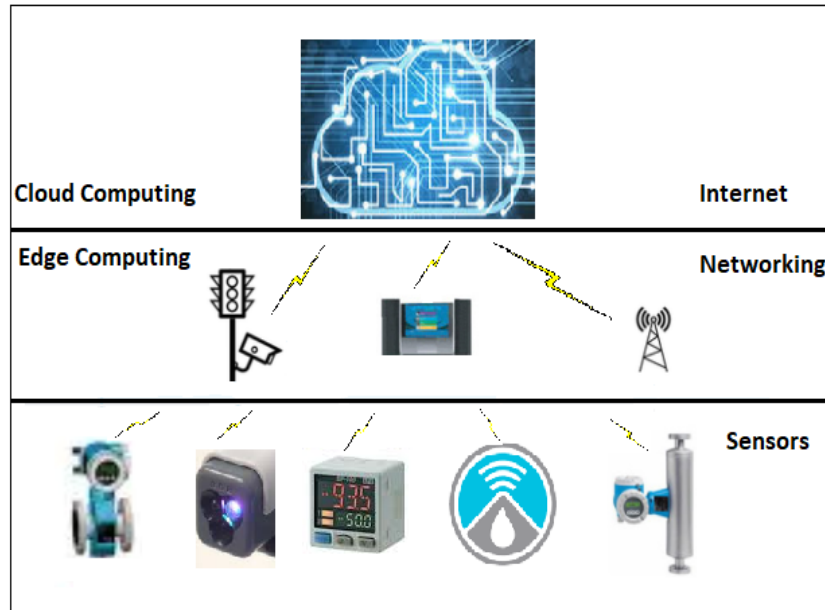 Cloud Computing
Internet
Edge Computing
Networking
Sensors
-935
-50.0